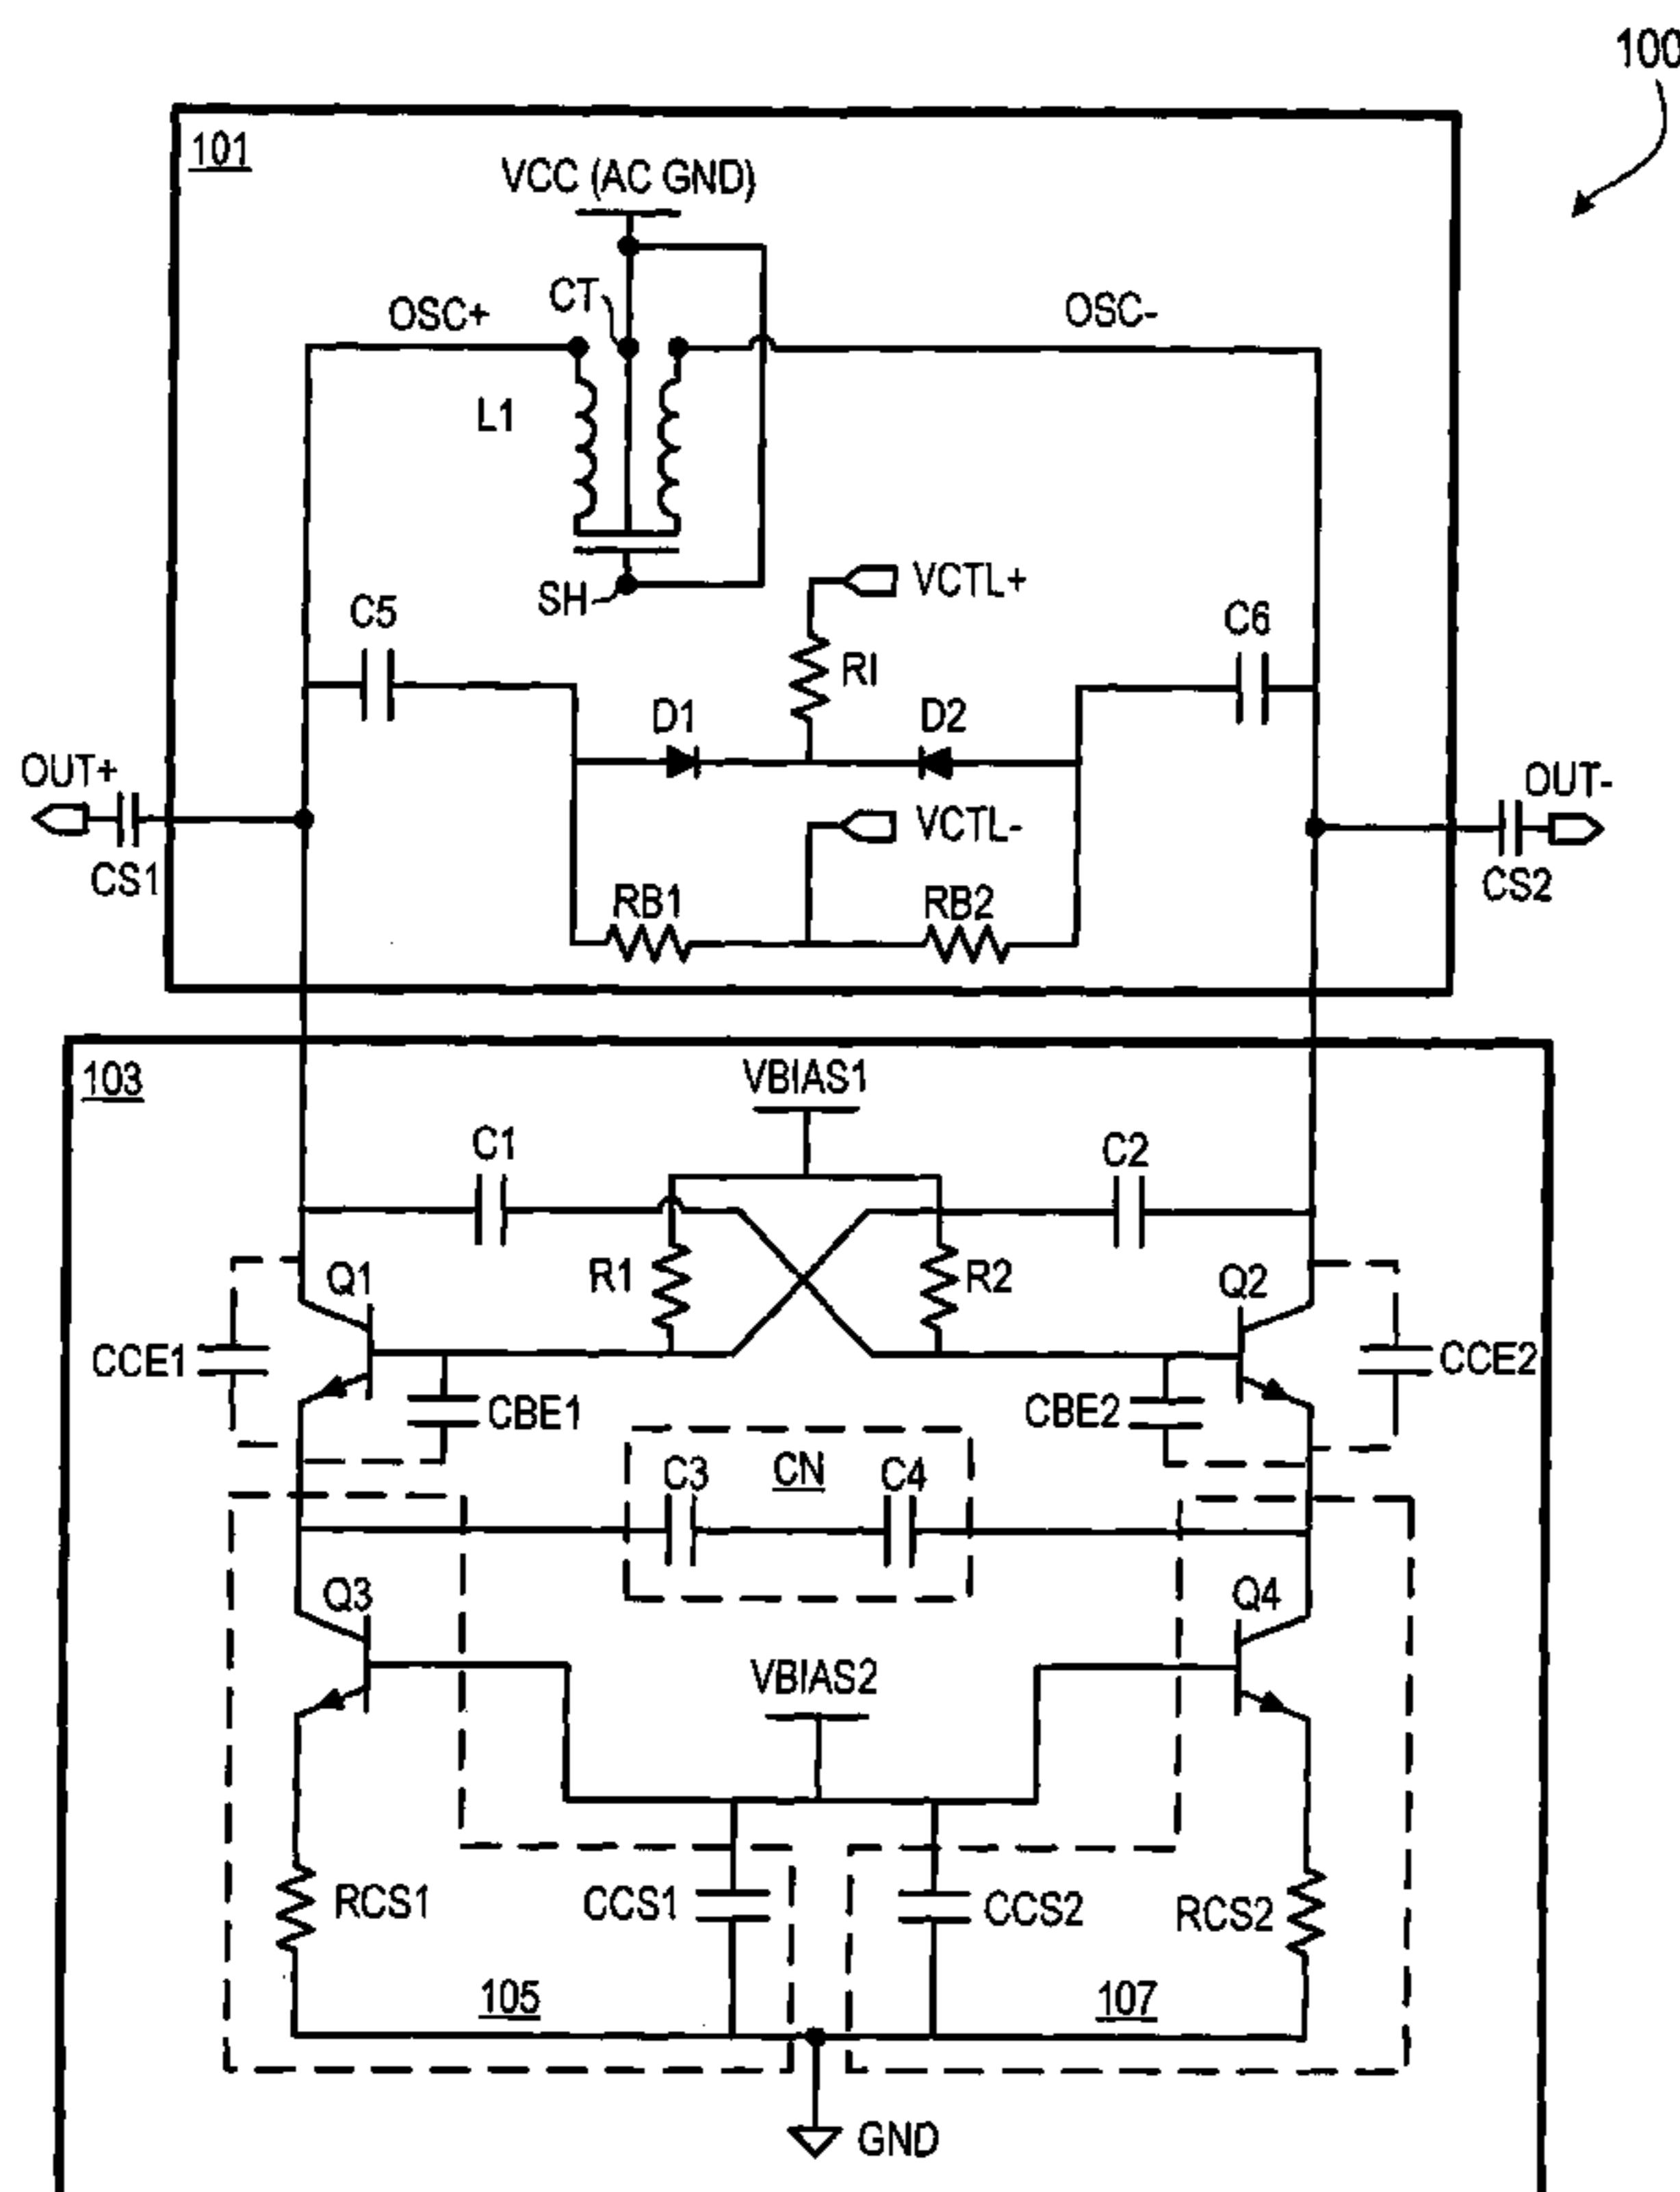 100
101
VCC (AC GND)
CT
OSC+
OSC-
L1
SH
VCTL+
C5
C6
RI
D1
D2
OUT+
OUT-
VCTL-
CS1
CS2
RB1
RB2
103
VBIAS1
C1
C2
Q1
R1
R2
Q2
CCE1
CCE2
CBE1
CBE2
C3
CN
C4
Q3
Q4
VBIAS2
RCS1
CCS1
CCS2
RCS2
105
107
GND